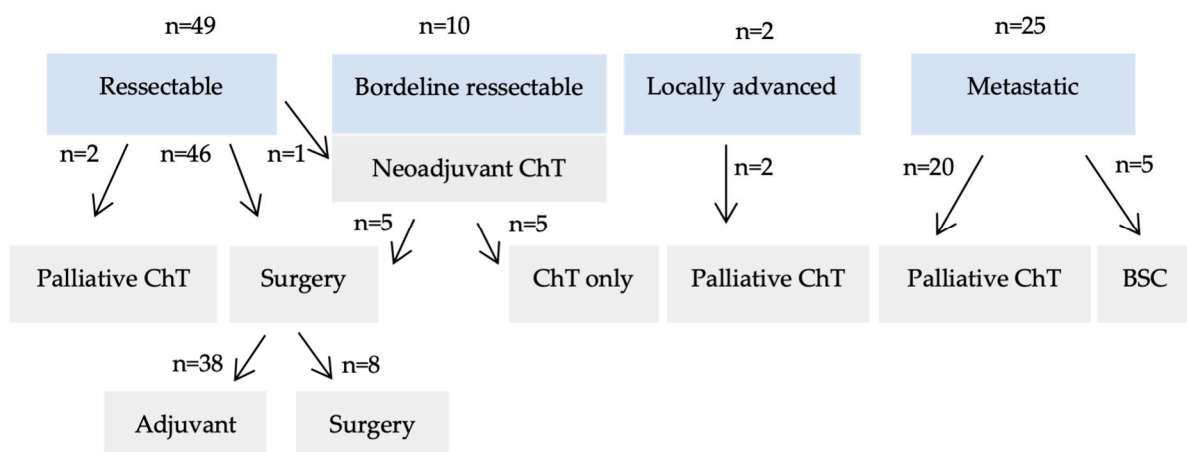 n=49
n=10
n=2
n=25
Ressectable
Bordeline ressectable
Locally advanced
Metastatic
n=2
n=46
n=1
Neoadjuvant ChT
n=2
n=20
n=5
n=5
n=5
Palliative ChT
Surgery
ChT only
Palliative ChT
Palliative ChT
BSC
n=38
n=8
Adjuvant
Surgery